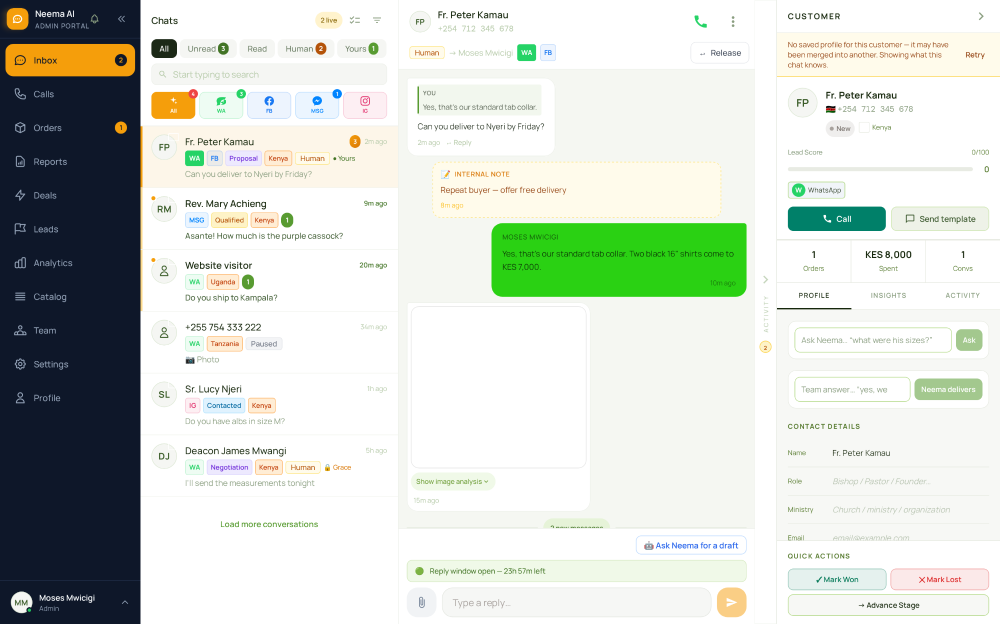 Neema AI
ADMIN PORTAL
Inbox
2
Calls
Orders
1
Reports
Deals
Leads
Analytics
Catalog
Team
Settings
Profile
MM
Moses Mwicigi
Admin
Chats
2 live
All
Unread 3
Read
Human 2
Yours 1
Start typing to search
All
4
WA
3
FB
MSG
1
IG
FP
Fr. Peter Kamau
3
2m ago
WA
FB
Proposal
Kenya
Human
• Yours
Can you deliver to Nyeri by Friday?
RM
Rev. Mary Achieng
9m ago
MSG
Qualified
Kenya
1
Asante! How much is the purple cassock?
Website visitor
20m ago
WA
Uganda
1
Do you ship to Kampala?
+255 754 333 222
34m ago
WA
Tanzania
Paused
📷 Photo
SL
Sr. Lucy Njeri
1h ago
IG
Contacted
Kenya
Do you have albs in size M?
DJ
Deacon James Mwangi
5h ago
WA
Negotiation
Kenya
Human
🔒 Grace
I'll send the measurements tonight
Load more conversations
FP
Fr. Peter Kamau
+254 712 345 678
Human
→ Moses Mwicigi
WA
FB
↔ Release
YOU
Yes, that's our standard tab collar.
Can you deliver to Nyeri by Friday?
2m ago
↩ Reply
📝 INTERNAL NOTE
Repeat buyer — offer free delivery
8m ago
MOSES MWICIGI
Yes, that's our standard tab collar. Two black 16" shirts come to
KES 7,000.
10m ago
Show image analysis
15m ago
2 new messages
🤖 Ask Neema for a draft
Reply window open — 23h 57m left
Type a reply...
ACTIVITY
2
CUSTOMER
No saved profile for this customer — it may have
been merged into another. Showing what this
chat knows.
Retry
FP
Fr. Peter Kamau
🇰🇪 +254 712 345 678
New
Kenya
Lead Score
0/100
0
W WhatsApp
Call
Send template
1
Orders
KES 8,000
Spent
1
Convs
PROFILE
INSIGHTS
ACTIVITY
Ask Neema… "what were his sizes?"
Ask
Team answer… "yes, we
Neema delivers
CONTACT DETAILS
Name
Fr. Peter Kamau
Role
Bishop / Pastor / Founder…
Ministry
Church / ministry / organization
Email
email@example.com
QUICK ACTIONS
✓ Mark Won
✕ Mark Lost
→ Advance Stage